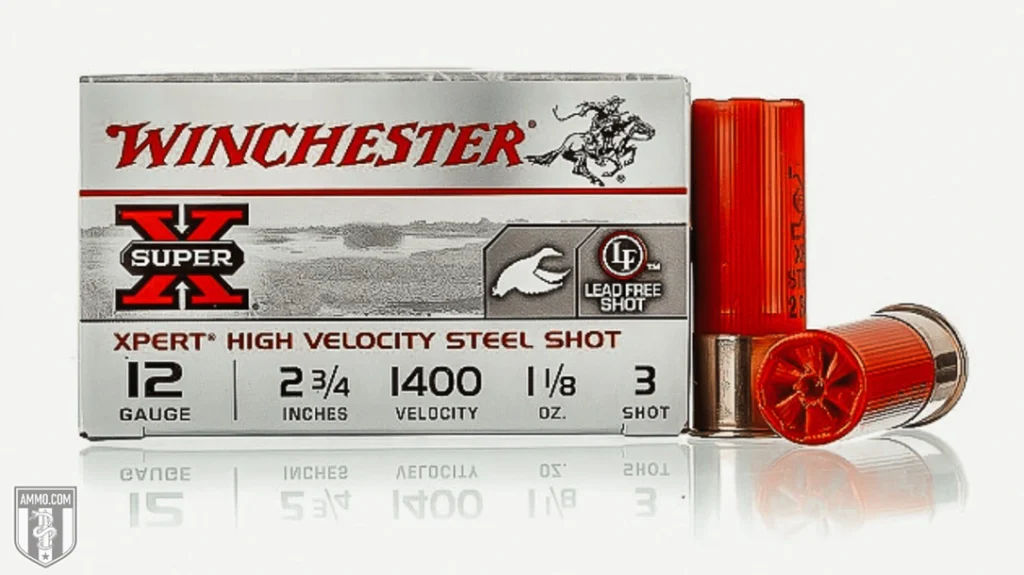 WINCHESTER®
X
SUPER
LF™
LEAD FREE
SHOT
XPERT® HIGH VELOCITY STEEL SHOT
12 2 3/4 1400 1 1/8 3
GAUGE INCHES VELOCITY OZ. SHOT
AMMO.COM